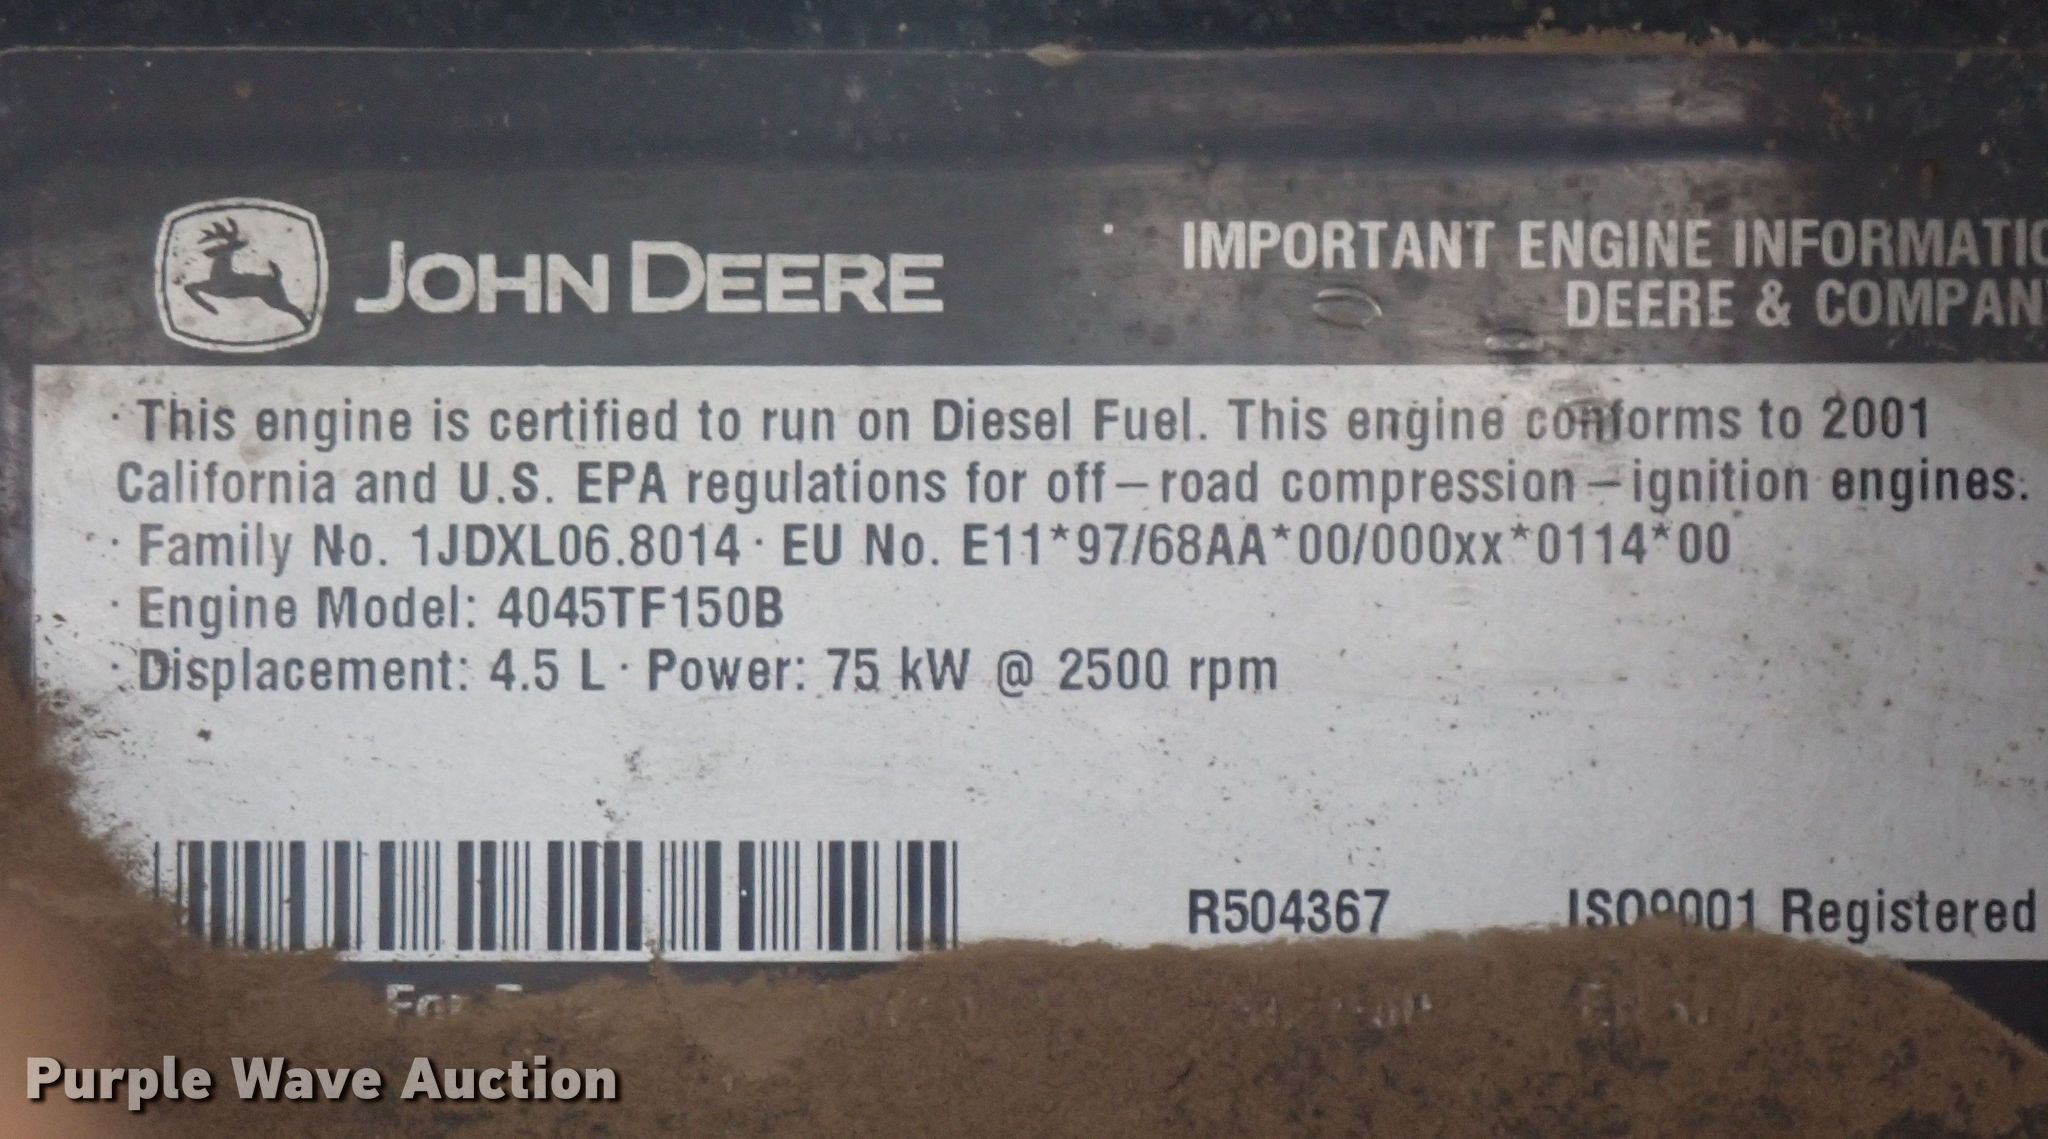 JOHN DEERE
IMPORTANT ENGINE INFORMATIO
DEERE & COMPANY
· This engine is certified to run on Diesel Fuel. This engine conforms to 2001
California and U.S. EPA regulations for off–road compression–ignition engines.
· Family No. 1JDXL06.8014 · EU No. E11*97/68AA*00/000xx*0114*00
· Engine Model: 4045TF150B
· Displacement: 4.5 L · Power: 75 kW @ 2500 rpm
R504367 ISO9001 Registered
For
Purple Wave Auction